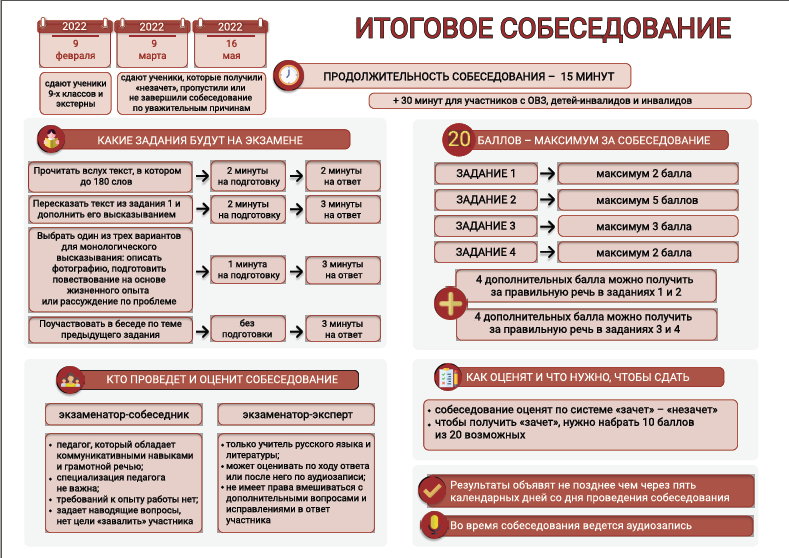 ИТОГОВОЕ СОБЕСЕДОВАНИЕ
2022
9
февраля
сдают ученики
9-х классов и
экстерны
2022
9
марта
2022
16
мая
сдают ученики, которые получили
«незачет», пропустили или
не завершили собеседование
по уважительным причинам
ПРОДОЛЖИТЕЛЬНОСТЬ СОБЕСЕДОВАНИЯ – 15 МИНУТ
+ 30 минут для участников с ОВЗ, детей-инвалидов и инвалидов
КАКИЕ ЗАДАНИЯ БУДУТ НА ЭКЗАМЕНЕ
Прочитать вслух текст, в котором
до 180 слов
2 минуты
на подготовку
2 минуты
на ответ
Пересказать текст из задания 1 и
дополнить его высказыванием
2 минуты
на подготовку
3 минуты
на ответ
Выбрать один из трех вариантов
для монологического
высказывания: описать
фотографию, подготовить
повествование на основе
жизненного опыта
или рассуждение по проблеме
1 минута
на подготовку
3 минуты
на ответ
Поучаствовать в беседе по теме
предыдущего задания
без
подготовки
3 минуты
на ответ
20 БАЛЛОВ – МАКСИМУМ ЗА СОБЕСЕДОВАНИЕ
ЗАДАНИЕ 1
максимум 2 балла
ЗАДАНИЕ 2
максимум 5 баллов
ЗАДАНИЕ 3
максимум 3 балла
ЗАДАНИЕ 4
максимум 2 балла
4 дополнительных балла можно получить
за правильную речь в заданиях 1 и 2
4 дополнительных балла можно получить
за правильную речь в заданиях 3 и 4
КТО ПРОВЕДЕТ И ОЦЕНИТ СОБЕСЕДОВАНИЕ
экзаменатор-собеседник
• педагог, который обладает
коммуникативными навыками
и грамотной речью;
• специализация педагога
не важна;
• требований к опыту работы нет;
• задает наводящие вопросы,
нет цели «завалить» участника
экзаменатор-эксперт
• только учитель русского языка и
литературы;
• может оценивать по ходу ответа
или после него по аудиозаписи;
• не имеет права вмешиваться с
дополнительными вопросами и
исправлениями в ответ
участника
КАК ОЦЕНЯТ И ЧТО НУЖНО, ЧТОБЫ СДАТЬ
• собеседование оценят по системе «зачет» – «незачет»
• чтобы получить «зачет», нужно набрать 10 баллов
из 20 возможных
Результаты объявят не позднее чем через пять
календарных дней со дня проведения собеседования
Во время собеседования ведется аудиозапись